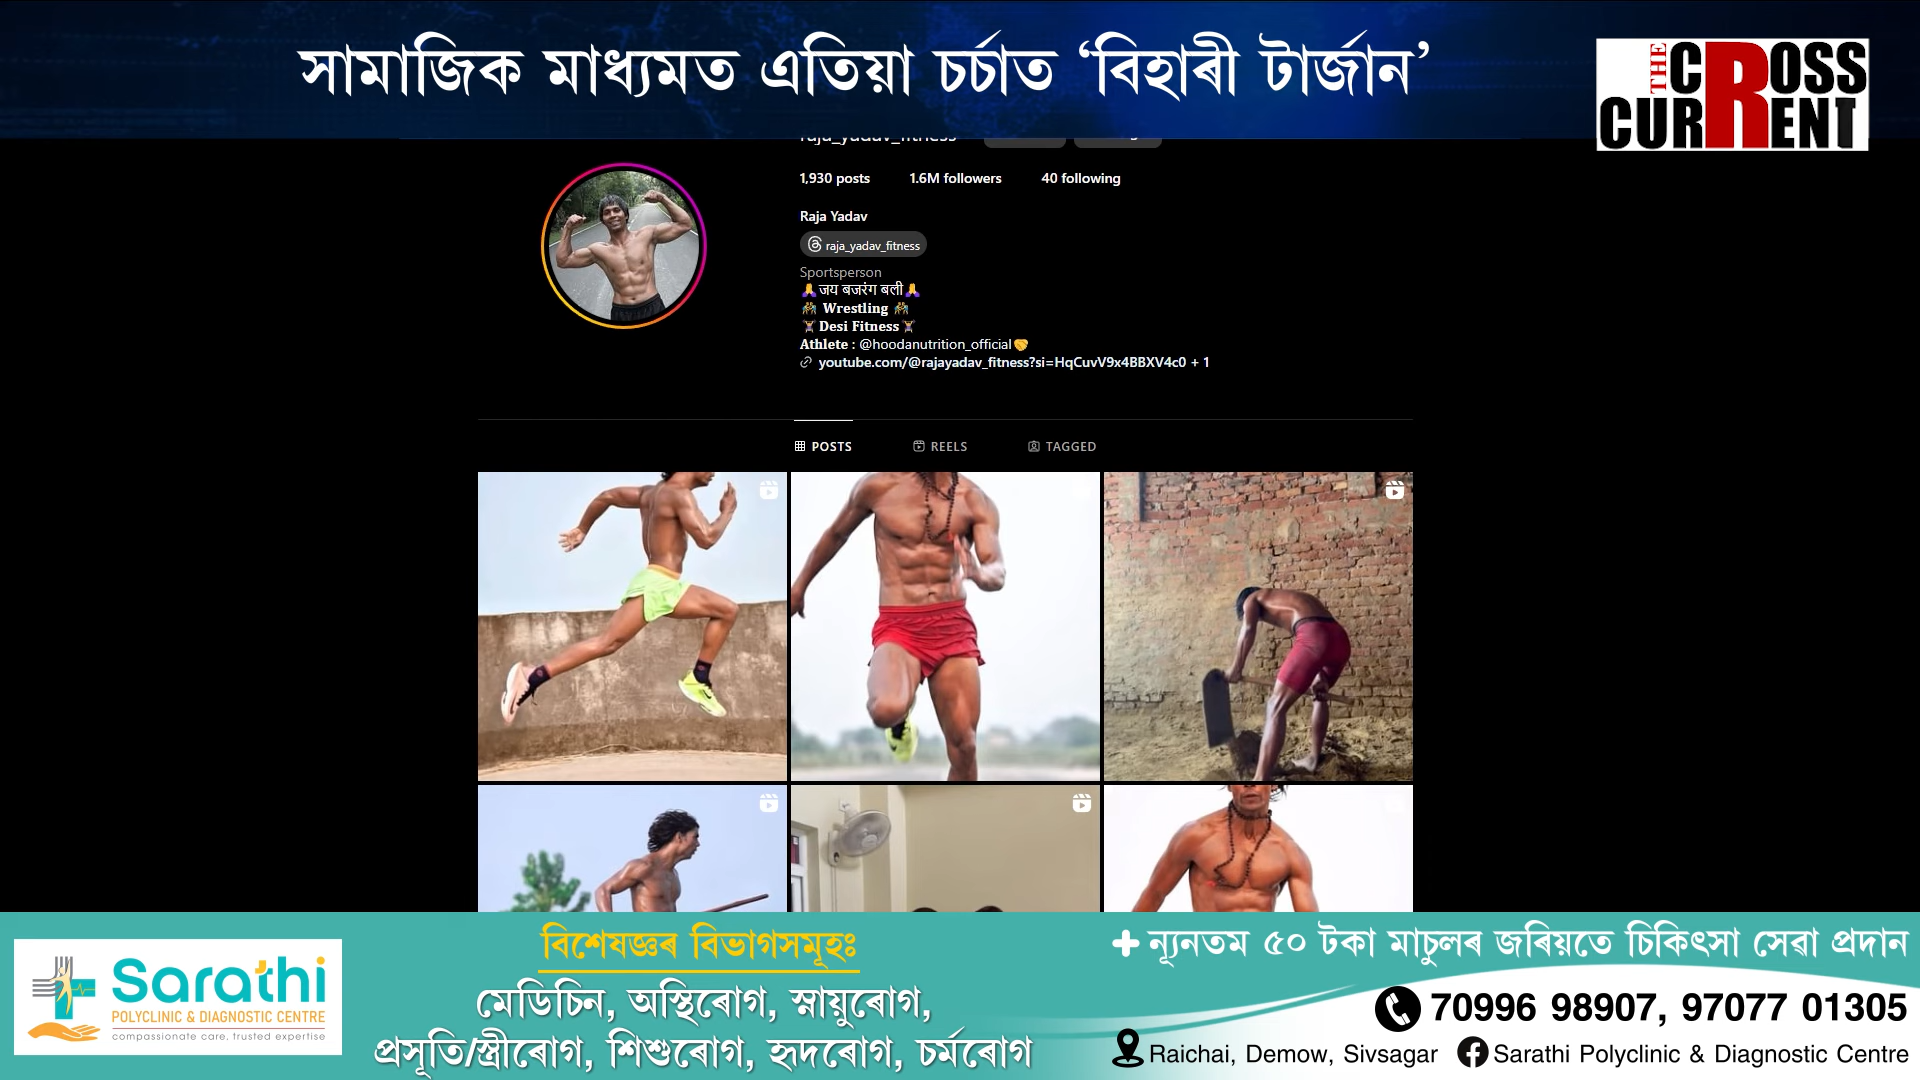 সামাজিক মাধ্যমত এতিয়া চৰ্চাত ‘বিহাৰী টাৰ্জান’
THE CROSS
CURRENT
raja_yadav_fitness
1,930 posts 1.6M followers 40 following
Raja Yadav
raja_yadav_fitness
Sportsperson
🙏जय बजरंग बली🙏
🤼 Wrestling 🤼
🏋️Desi Fitness🏋️
Athlete : @hoodanutrition_official🤝
youtube.com/@rajayadav_fitness?si=HqCuvV9x4BBXV4c0 + 1
POSTS REELS TAGGED
Sarathi
POLYCLINIC & DIAGNOSTIC CENTRE
compassionate care. trusted expertise
বিশেষজ্ঞৰ বিভাগসমূহঃ
মেডিচিন, অস্থিৰোগ, স্নায়ুৰোগ,
প্ৰসূতি/স্ত্ৰীৰোগ, শিশুৰোগ, হৃদৰোগ, চৰ্মৰোগ
+ ন্যূনতম ৫০ টকা মাচুলৰ জৰিয়তে চিকিৎসা সেৱা প্ৰদান
70996 98907, 97077 01305
Raichai, Demow, Sivsagar Sarathi Polyclinic & Diagnostic Centre